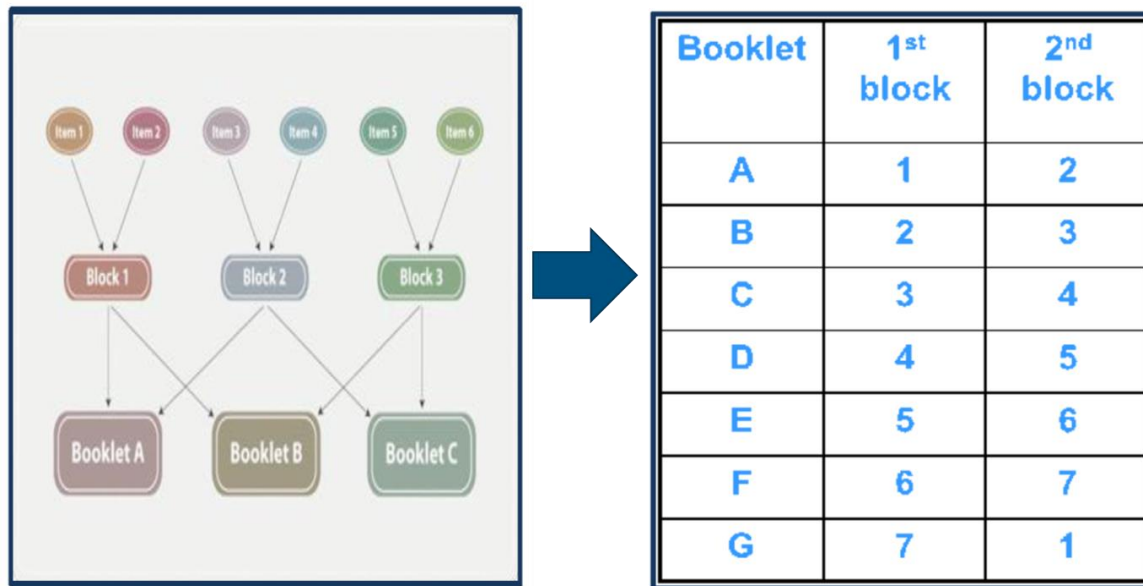 Item 1 Item 2 Item 3 Item 4 Item 5 Item 6
Block 1 Block 2 Block 3
Booklet A Booklet B Booklet C
Booklet 1st block 2nd block
A 1 2
B 2 3
C 3 4
D 4 5
E 5 6
F 6 7
G 7 1